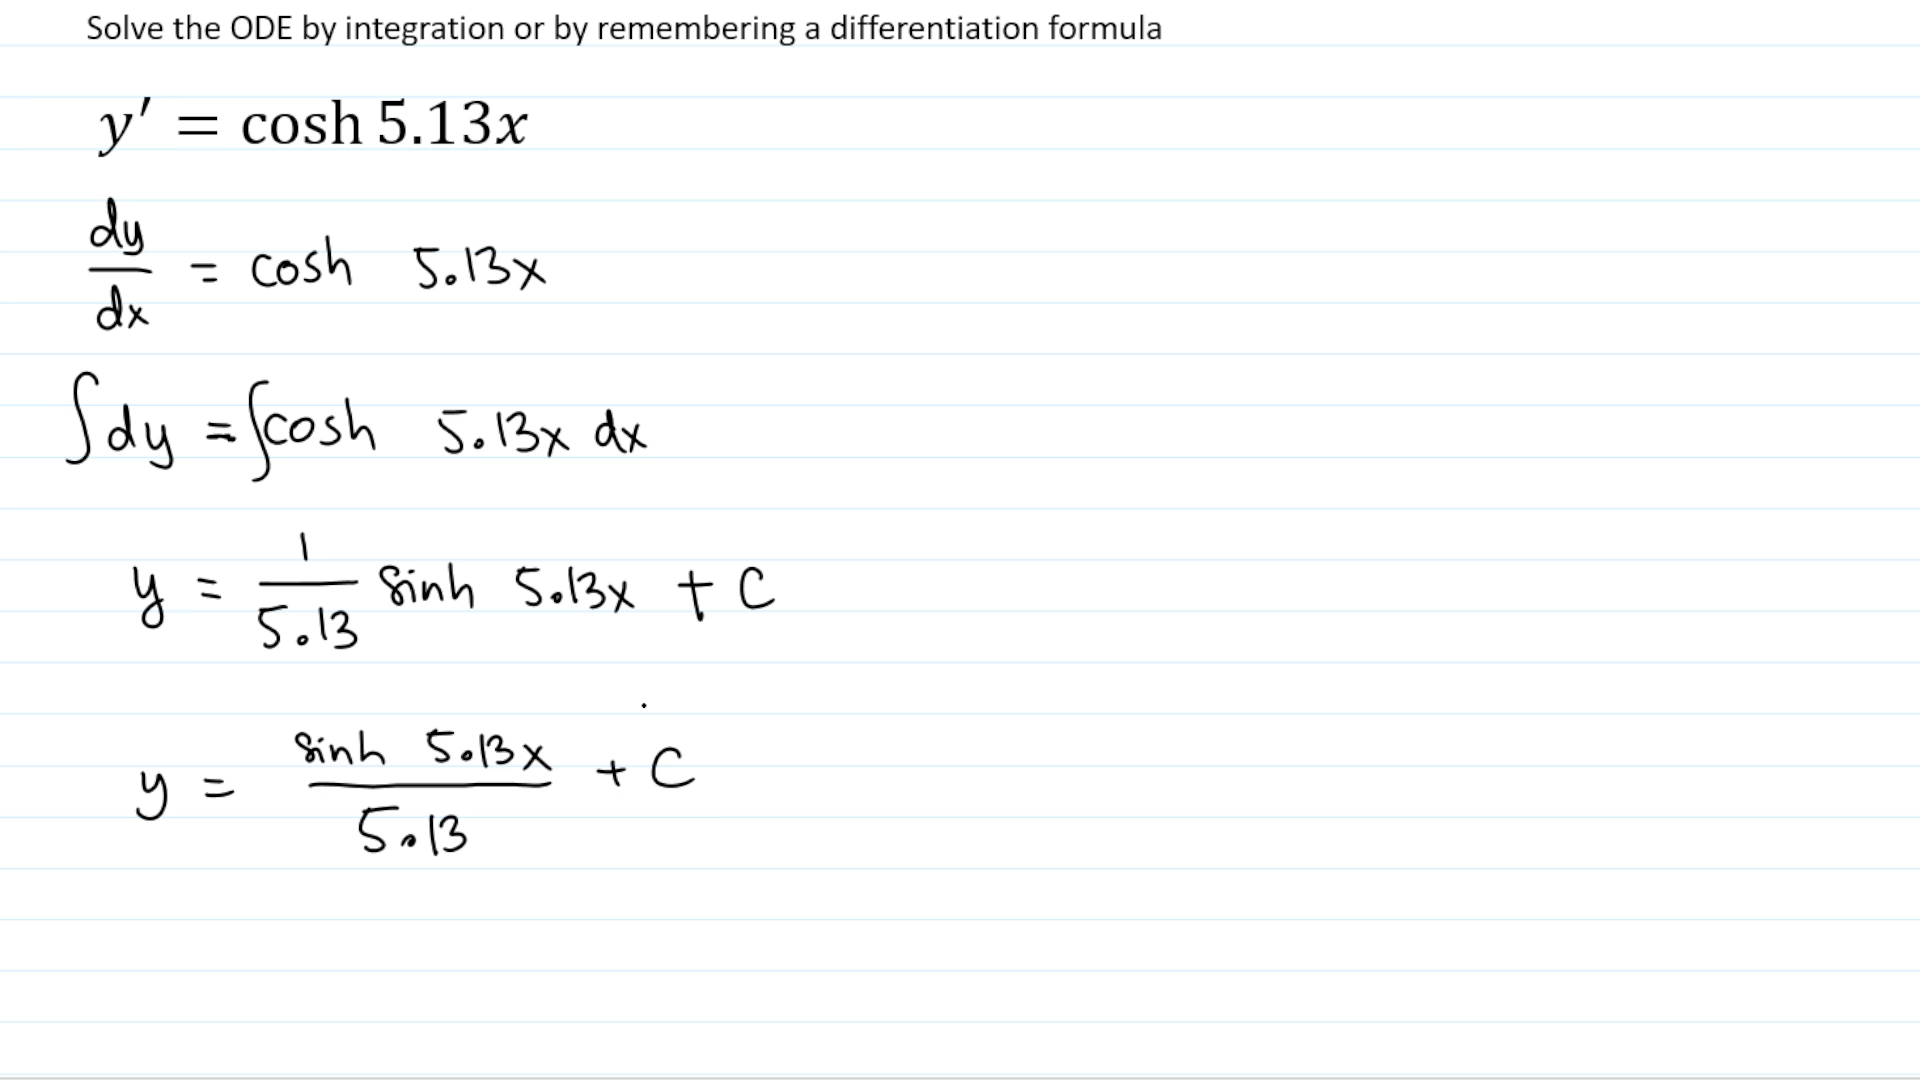 Solve the ODE by integration or by remembering a differentiation formula
y′ = cosh 5.13x
dy/dx = cosh 5.13x
∫dy = ∫cosh 5.13x dx
y = 1/5.13 sinh 5.13x + C
y = sinh 5.13x/5.13 + C